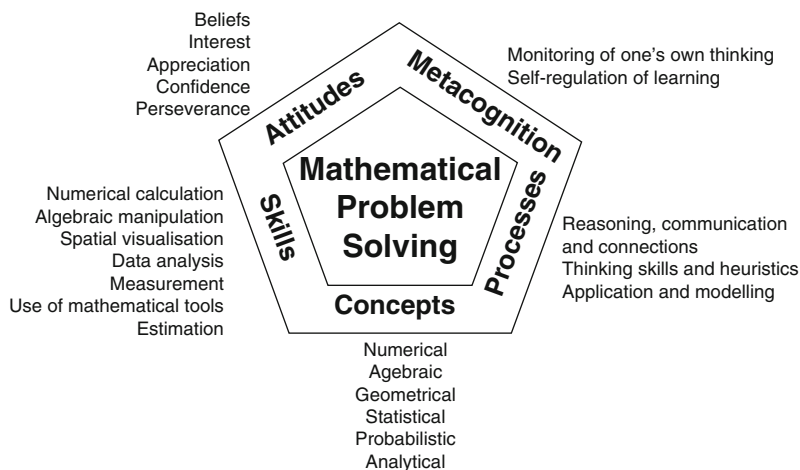 Beliefs
Interest
Appreciation
Confidence
Perseverance
Attitudes
Metacognition
Monitoring of one's own thinking
Self-regulation of learning
Mathematical
Problem
Solving
Numerical calculation
Algebraic manipulation
Spatial visualisation
Data analysis
Measurement
Use of mathematical tools
Estimation
Skills
Processes
Reasoning, communication
and connections
Thinking skills and heuristics
Application and modelling
Concepts
Numerical
Agebraic
Geometrical
Statistical
Probabilistic
Analytical